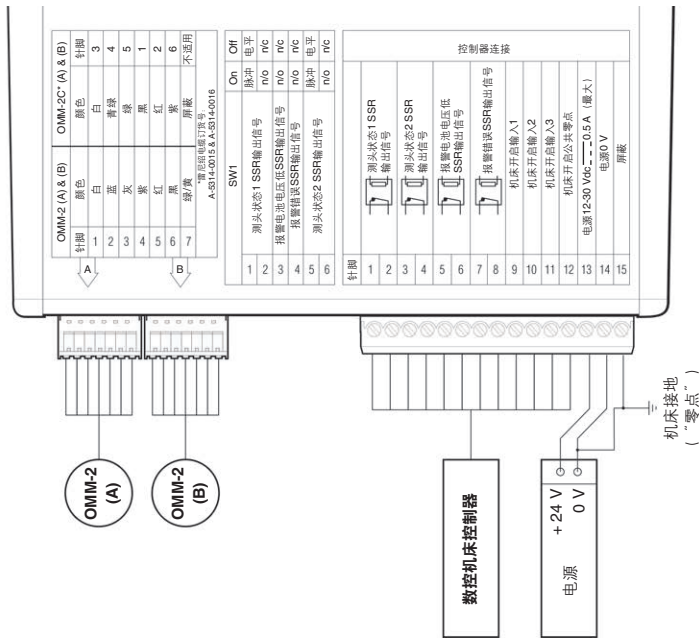 OMM-2 (A) & (B) OMM-2C* (A) & (B)
针脚 颜色 颜色 针脚
1 白 白 3
2 蓝 青绿 4
3 灰 绿 5
4 紫 黑 1
5 红 红 2
6 黑 紫 6
7 绿/黄 屏蔽 不适用
*雷尼绍电缆订货号：
A-5314-0015 & A-5314-0016
A
B
SW1 On Off
1 测头状态1 SSR输出信号 脉冲 电平
2 n/o n/c
3 报警电池电压低SSR输出信号 n/o n/c
4 报警错误SSR输出信号 n/o n/c
5 测头状态2 SSR输出信号 脉冲 电平
6 n/o n/c
针脚 控制器连接
1 测头状态1 SSR
2 输出信号
3 测头状态2 SSR
4 输出信号
5 报警电池电压低
6 SSR输出信号
7 报警错误SSR输出信号
8
9 机床开启输入1
10 机床开启输入2
11 机床开启输入3
12 机床开启公共零点
13 电源12-30 Vdc 0.5 A（最大）
14 电源0 V
15 屏蔽
OMM-2
(A)
OMM-2
(B)
数控机床控制器
电源
+24 V
0 V
机床接地
（“零点”）